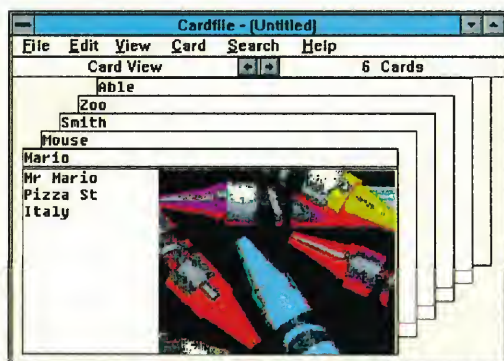 Cardfile - (Untitled)
File Edit View Card Search Help
Card View 6 Cards
Able
Zoo
Smith
Mouse
Mario
Mr Mario
Pizza St
Italy